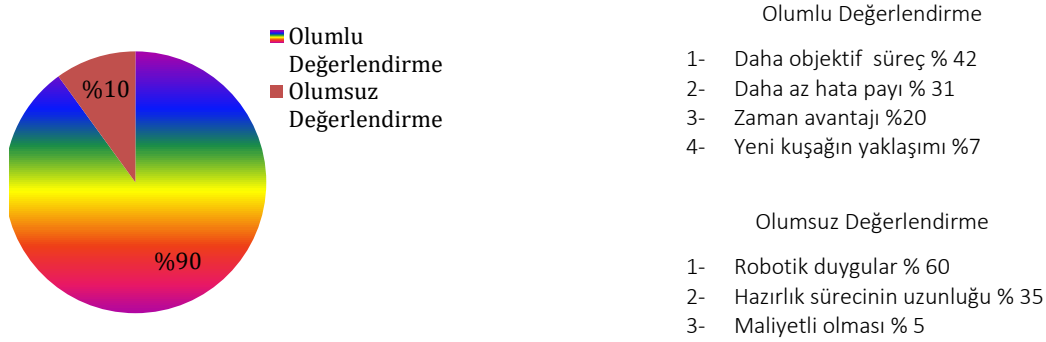 %10
%90
Olumlu
Değerlendirme
Olumsuz
Değerlendirme
Olumlu Değerlendirme
1- Daha objektif süreç % 42
2- Daha az hata payı % 31
3- Zaman avantajı %20
4- Yeni kuşağın yaklaşımı %7
Olumsuz Değerlendirme
1- Robotik duygular % 60
2- Hazırlık sürecinin uzunluğu % 35
3- Maliyetli olması % 5